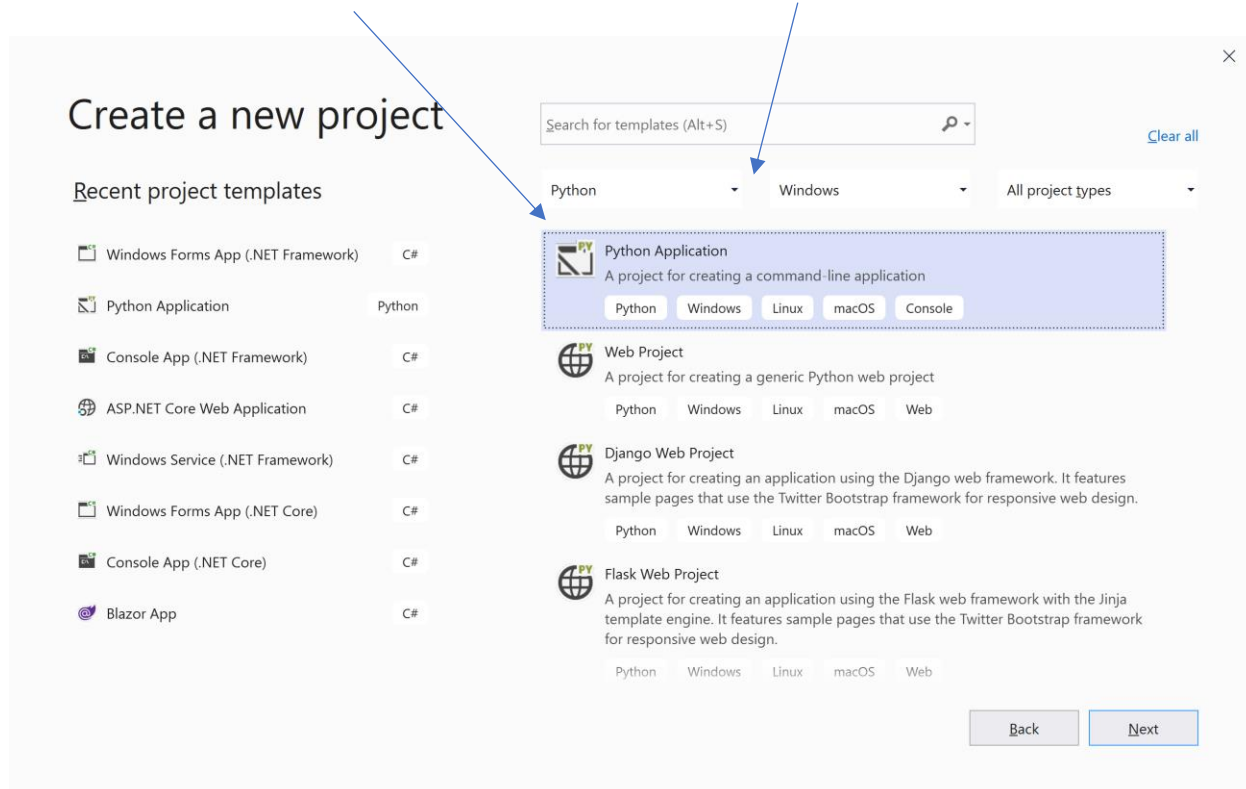 Create a new project
Search for templates (Alt+S)
Clear all
Recent project templates
Python
Windows
All project types
Windows Forms App (.NET Framework) C#
Python Application Python
Console App (.NET Framework) C#
ASP.NET Core Web Application C#
Windows Service (.NET Framework) C#
Windows Forms App (.NET Core) C#
Console App (.NET Core) C#
Blazor App C#
PY
Python Application
A project for creating a command-line application
Python Windows Linux macOS Console
PY
Web Project
A project for creating a generic Python web project
Python Windows Linux macOS Web
PY
Django Web Project
A project for creating an application using the Django web framework. It features
sample pages that use the Twitter Bootstrap framework for responsive web design.
Python Windows Linux macOS Web
PY
Flask Web Project
A project for creating an application using the Flask web framework with the Jinja
template engine. It features sample pages that use the Twitter Bootstrap framework
for responsive web design.
Python Windows Linux macOS Web
Back
Next